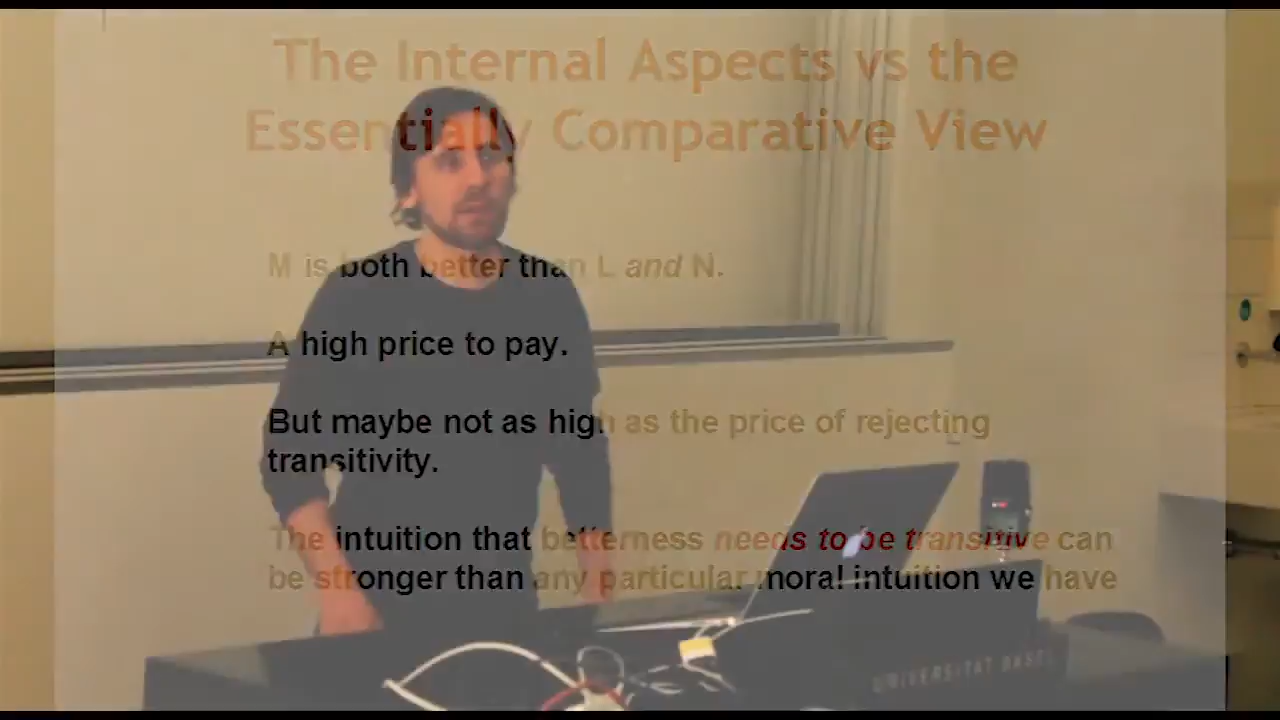 The Internal Aspects vs the
Essentially Comparative View
M is both better than L and N.
A high price to pay.
But maybe not as high as the price of rejecting
transitivity.
The intuition that betterness needs to be transitive can
be stronger than any particular moral intuition we have
UNIVERSITÄT BASEL